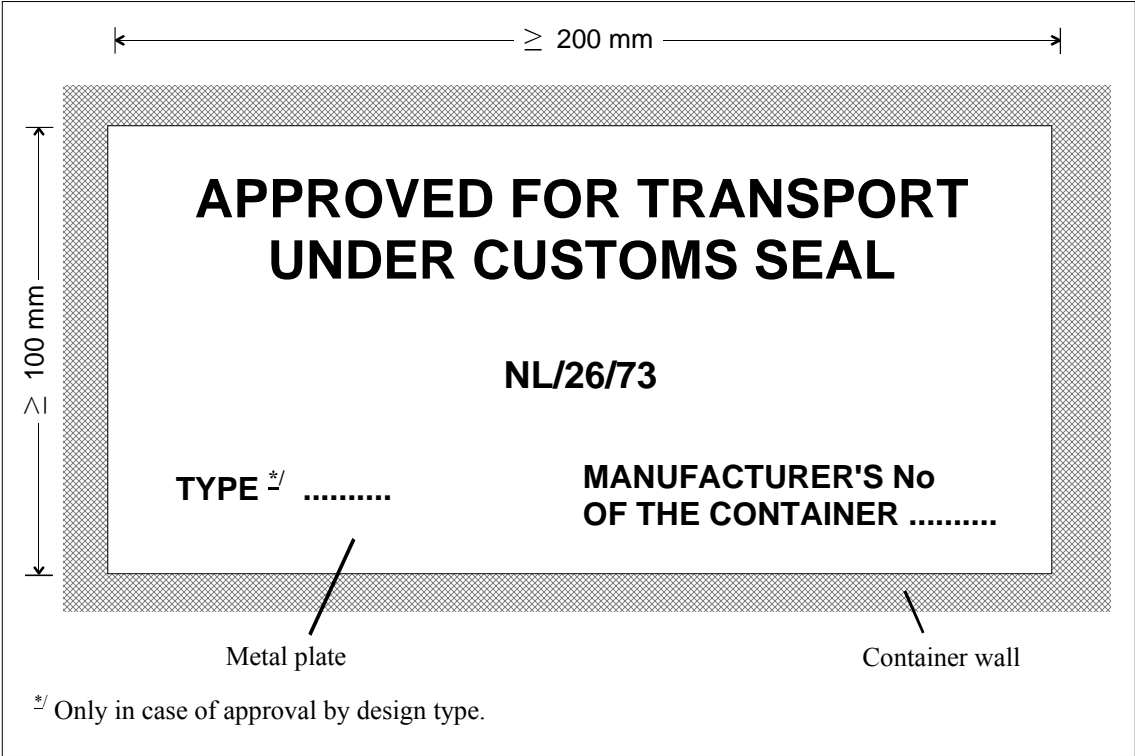 ≥ 200 mm
≥ 100 mm
APPROVED FOR TRANSPORT
UNDER CUSTOMS SEAL
NL/26/73
TYPE */ ..........
MANUFACTURER'S No
OF THE CONTAINER ..........
Metal plate
Container wall
*/ Only in case of approval by design type.